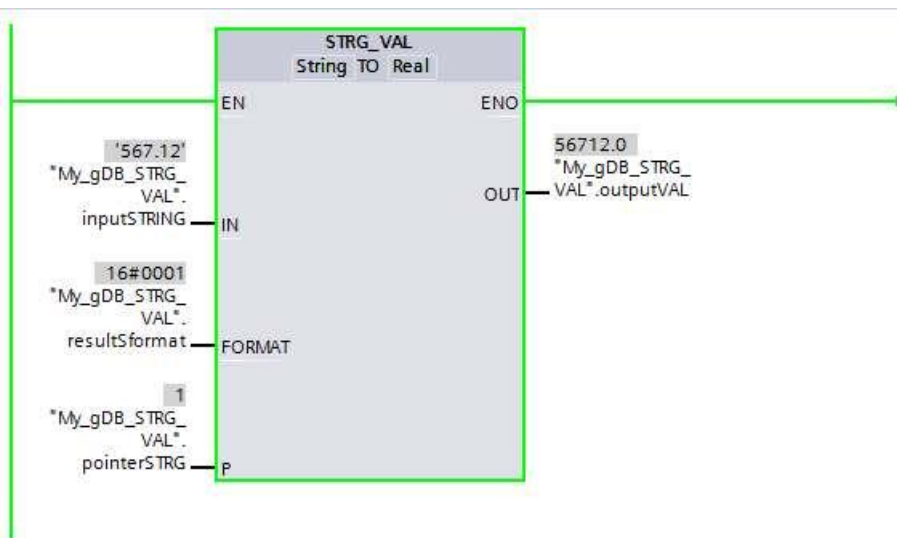 STRG_VAL
String TO Real
EN
ENO
'567.12'
"My_gDB_STRG_
VAL".
inputSTRING
IN
56712.0
"My_gDB_STRG_
VAL".outputVAL
OUT
16#0001
"My_gDB_STRG_
VAL".
resultSformat
FORMAT
1
"My_gDB_STRG_
VAL".
pointerSTRG
P